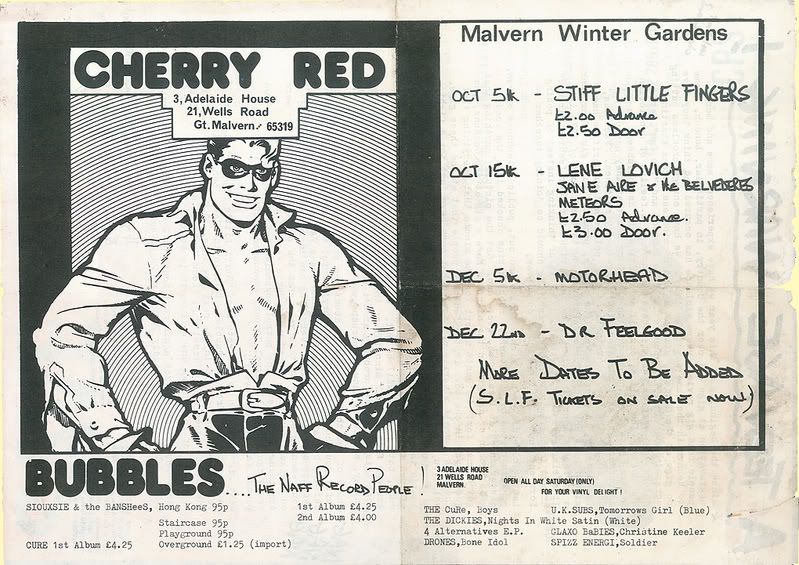 CHERRY RED
3, Adelaide House
21, Wells Road
Gt. Malvern. 65319
Malvern Winter Gardens
OCT 5th - STIFF LITTLE FINGERS
£2.00 Advance
£2.50 Door
OCT 15th - LENE LOVICH
JANE AIRE & the BELVEDERES
METEORS
£2.50 Advance.
£3.00 Door.
DEC 5th - MOTORHEAD
DEC 22nd - DR FEELGOOD
MORE DATES TO BE ADDED
(S.L.F. TICKETS ON SALE NOW)
BUBBLES....THE NAFF RECORD PEOPLE!
3 ADELAIDE HOUSE
21 WELLS ROAD
MALVERN.
OPEN ALL DAY SATURDAY (ONLY)
FOR YOUR VINYL DELIGHT!
SIOUXSIE & the BANSHeeS, Hong Kong 95p
Staircase 95p
Playground 95p
CURE 1st Album £4.25 Overground £1.25 (import)
1st Album £4.25
2nd Album £4.00
THE CuRe, Boys
THE DICKIES,Nights In White Satin (White)
4 Alternatives E.P.
DRONES,Bone Idol
U.K.SUBS,Tomorrows Girl (Blue)
GLAXO BaBIES,Christine Keeler
SPIZZ ENERGI,Soldier